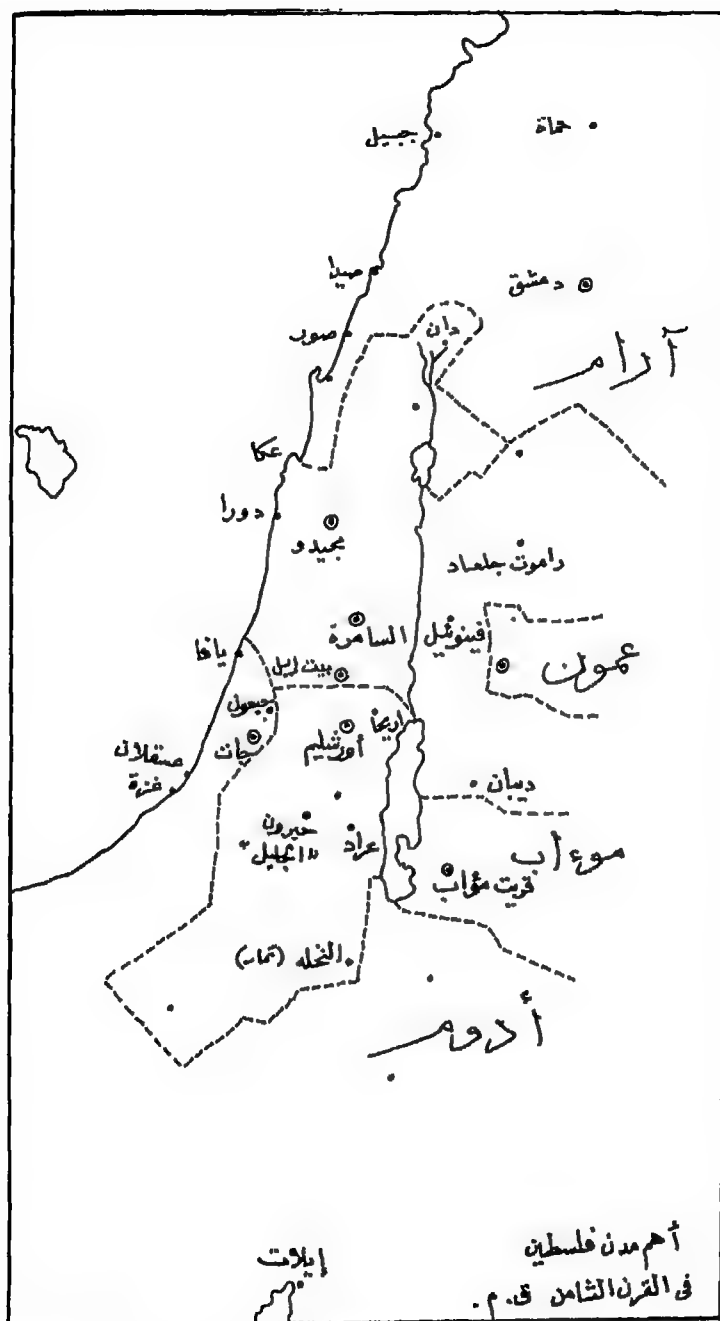 حماة
جبيل
صيدا
دمشق
صور
دان
آرام
عكا
دورا
مجيدو
راموث جلعاد
فينوئيل
السامرة
عمون
يافا
بيت إيل
جبعون
أريحا
جات
أورشليم
عسقلان
غزة
ديبان
حبرون
"الخليل"
عراد
موءاب
قريت مؤاب
النخله (تمار)
أدوم
إيلات
أهم مدن فلسطين
فى القرن الثامن ق. م.